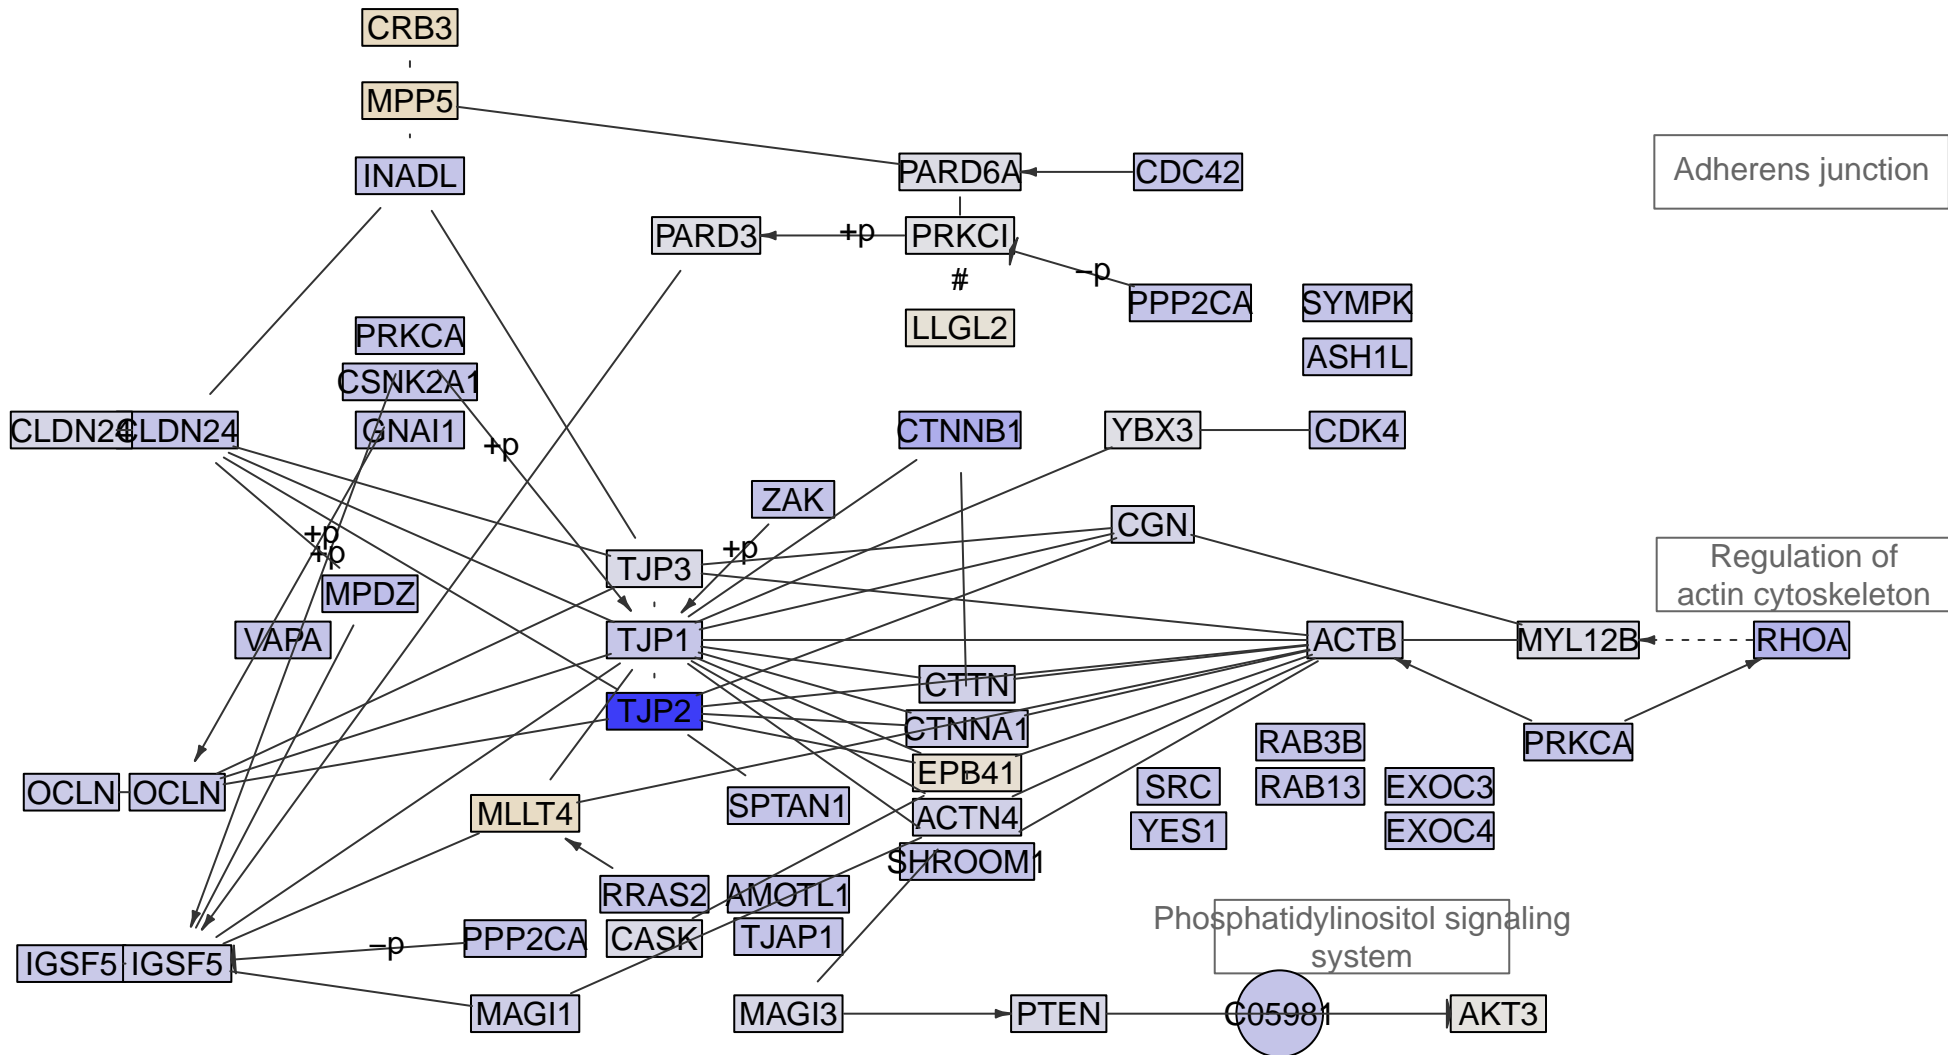 CRB3
MPP5
INADL
PARD6A
CDC42
Adherens junction
PARD3
+p
PRKCI
#
–p
LLGL2
PPP2CA
SYMPK
PRKCA
ASH1L
CSNK2A1
CLDN24
CLDN24
GNAI1
+p
CTNNB1
YBX3
CDK4
ZAK
CGN
+p
+p
+p
TJP3
MPDZ
Regulation of
actin cytoskeleton
VAPA
TJP1
ACTB
MYL12B
RHOA
CTTN
TJP2
CTNNA1
RAB3B
PRKCA
EPB41
OCLN
OCLN
MLLT4
SPTAN1
ACTN4
SRC
RAB13
EXOC3
YES1
EXOC4
SHROOM1
RRAS2
AMOTL1
PPP2CA
CASK
TJAP1
Phosphatidylinositol signaling
system
–p
IGSF5
IGSF5
MAGI1
MAGI3
PTEN
C05981
AKT3